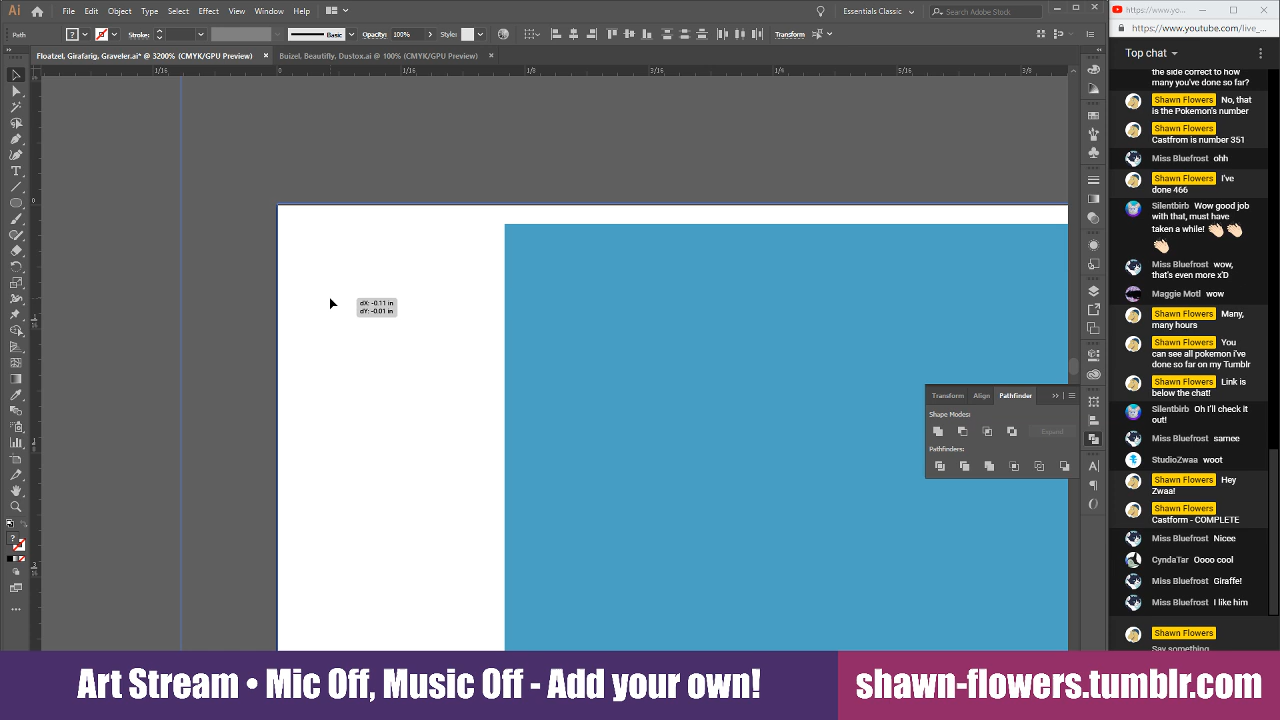 Ai
File
Edit
Object
Type
Select
Effect
View
Window
Help
Essentials Classic
Search Adobe Stock
https://www.y...
https://www.youtube.com/live_...
Path
Stroke:
Basic
Opacity:
100%
Style:
Transform
Floatzel, Girafarig, Graveler.ai* @ 3200% (CMYK/GPU Preview)
Boizel, Beautifly, Dustox.ai @ 100% (CMYK/GPU Preview)
1/16
0
1/16
1/8
3/16
1/4
5/16
3/8
dX: -0.11 in
dY: -0.01 in
Transform
Align
Pathfinder
Shape Modes:
Expand
Pathfinders:
Top chat
the side correct to how
many you've done so far?
Shawn Flowers No, that
is the Pokemon's number
Shawn Flowers
Castfrom is number 351
Miss Bluefrost ohh
Shawn Flowers I've
done 466
Silentbirb Wow good job
with that, must have
taken a while!
Miss Bluefrost wow,
that's even more x'D
Maggie Motl wow
Shawn Flowers Many,
many hours
Shawn Flowers You
can see all pokemon i've
done so far on my Tumblr
Shawn Flowers Link is
below the chat!
Silentbirb Oh I'll check it
out!
Miss Bluefrost samee
StudioZwaa woot
Shawn Flowers Hey
Zwaa!
Shawn Flowers
Castform - COMPLETE
Miss Bluefrost Nicee
CyndaTar Oooo cool
Miss Bluefrost Giraffe!
Miss Bluefrost I like him
Shawn Flowers
Say something...
Art Stream • Mic Off, Music Off - Add your own!
shawn-flowers.tumblr.com